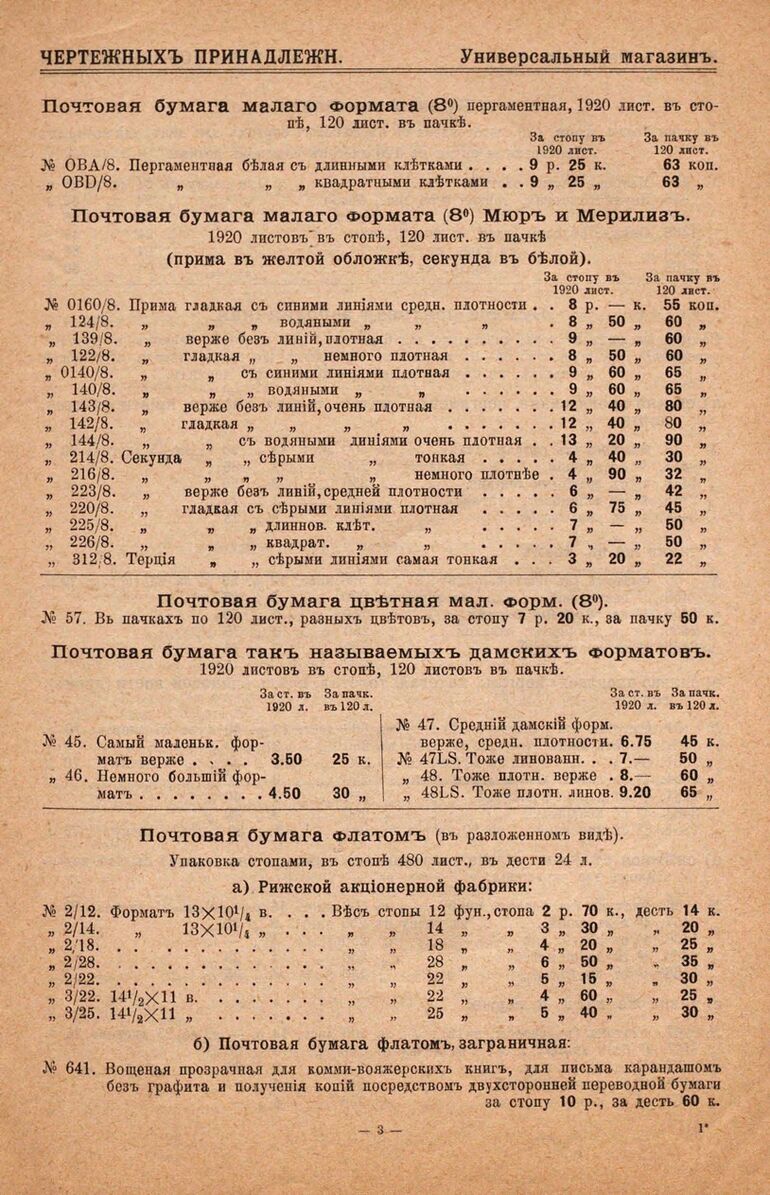 ЧЕРТЕЖНЫХЪ ПРИНАДЛЕЖН. Универсальный магазинъ.
Почтовая бумага малаго формата (8⁰) пергаментная, 1920 лист. въ сто-
пѣ, 120 лист. въ пачкѣ.
За стопу въ За пачку въ
1920 лист. 120 лист.
№ ОВА/8. Пергаментная бѣлая съ длинными клѣтками . . . . 9 р. 25 к. 63 коп.
„ OBD/8. „ „ „ квадратными клѣтками . . 9 „ 25 „ 63 „
Почтовая бумага малаго формата (8⁰) Мюръ и Мерилизъ.
1920 листовъ въ стопѣ, 120 лист. въ пачкѣ
(прима въ желтой обложкѣ, секунда въ бѣлой).
За стопу въ За пачку въ
1920 лист. 120 лист.
№ 0160/8. Прима гладкая съ синими линіями средн. плотности . . 8 р. — к. 55 коп.
„ 124/8. „ „ „ водяными „ „ „ . 8 „ 50 „ 60 „
„ 139/8. „ верже безъ линій, плотная . . . . . . . . . . 9 „ — „ 60 „
„ 122/8. „ гладкая „ „ немного плотная . . . . . . 8 „ 50 „ 60 „
„ 0140/8. „ „ съ синими линіями плотная . . . . . . 9 „ 60 „ 65 „
„ 140/8. „ „ „ водяными „ „ . . . . . . 9 „ 60 „ 65 „
„ 143/8. „ верже безъ линій, очень плотная . . . . . . . 12 „ 40 „ 80 „
„ 142/8. „ гладкая „ „ „ „ . . . . . . . 12 „ 40 „ 80 „
„ 144/8. „ „ съ водяными линіями очень плотная . . 13 „ 20 „ 90 „
„ 214/8. Секунда „ „ сѣрыми „ тонкая . . . . . 4 „ 40 „ 30 „
„ 216/8. „ „ „ „ „ немного плотнѣе . 4 „ 90 „ 32 „
„ 223/8. „ верже безъ линій, средней плотности . . . . . 6 „ — „ 42 „
„ 220/8. „ гладкая съ сѣрыми линіями плотная . . . . . 6 „ 75 „ 45 „
„ 225/8. „ „ „ длиннов. клѣт. „ . . . . . 7 „ — „ 50 „
„ 226/8. „ „ „ квадрат. „ „ . . . . . 7 „ — „ 50 „
„ 312/8. Терція „ „ сѣрыми линіями самая тонкая . . . 3 „ 20 „ 22 „
Почтовая бумага цвѣтная мал. форм. (8⁰).
№ 57. Въ пачкахъ по 120 лист., разныхъ цвѣтовъ, за стопу 7 р. 20 к., за пачку 50 к.
Почтовая бумага такъ называемыхъ дамскихъ форматовъ.
1920 листовъ въ стопѣ, 120 листовъ въ пачкѣ.
За ст. въ За пачк.
1920 л. въ 120 л.
№ 45. Самый маленьк. фор-
матъ верже . . . . 3.50 25 к.
„ 46. Немного большій фор-
матъ . . . . . . . . 4.50 30 „
За ст. въ За пачк.
1920 л. въ 120 л.
№ 47. Средній дамскій форм.
верже, средн. плотности. 6.75 45 к.
№ 47LS. Тоже линованн. . . 7.— 50 „
„ 48. Тоже плотн. верже . 8.— 60 „
„ 48LS. Тоже плотн. линов. 9.20 65 „
Почтовая бумага флатомъ (въ разложенномъ видѣ).
Упаковка стопами, въ стопѣ 480 лист., въ дести 24 л.
а) Рижской акціонерной фабрики:
№ 2/12. Форматъ 13×10¹/₄ в. . . . Вѣсъ стопы 12 фун., стопа 2 р. 70 к., десть 14 к.
„ 2/14. „ 13×10¹/₄ „ . . . „ „ 14 „ „ 3 „ 30 „ „ 20 „
„ 2/18. . . . . . . . . . . . . „ „ 18 „ „ 4 „ 20 „ „ 25 „
„ 2/28. . . . . . . . . . . . . „ „ 28 „ „ 6 „ 50 „ „ 35 „
„ 2/22. . . . . . . . . . . . . „ „ 22 „ „ 5 „ 15 „ „ 30 „
„ 3/22. 14¹/₂×11 в. . . . . . . . „ „ 22 „ „ 4 „ 60 „ „ 25 „
„ 3/25. 14¹/₂×11 „ . . . . . . . „ „ 25 „ „ 5 „ 40 „ „ 30 „
б) Почтовая бумага флатомъ, заграничная:
№ 641. Вощеная прозрачная для комми-вояжерскихъ книгъ, для письма карандашомъ
безъ графита и полученія копій посредствомъ двухсторонней переводной бумаги
за стопу 10 р., за десть 60 к.
— 3 — 1*